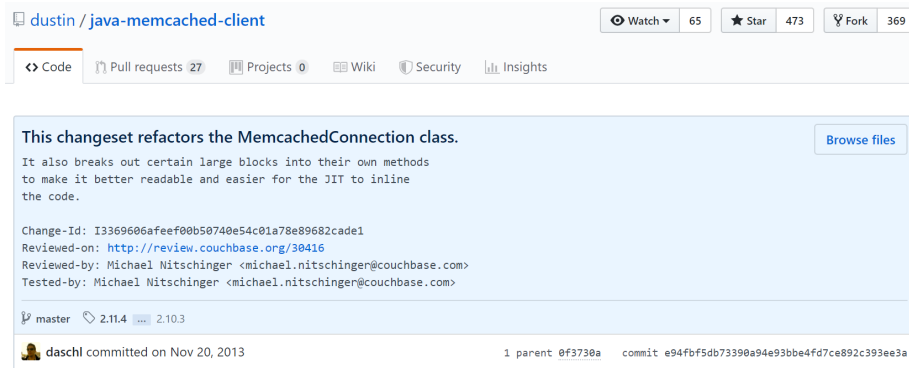 dustin / java-memcached-client
Watch 65 Star 473 Fork 369
Code Pull requests 27 Projects 0 Wiki Security Insights
This changeset refactors the MemcachedConnection class.
Browse files
It also breaks out certain large blocks into their own methods
to make it better readable and easier for the JIT to inline
the code.
Change-Id: I3369606afeef00b50740e54c01a78e89682cade1
Reviewed-on: http://review.couchbase.org/30416
Reviewed-by: Michael Nitschinger <michael.nitschinger@couchbase.com>
Tested-by: Michael Nitschinger <michael.nitschinger@couchbase.com>
master 2.11.4 ... 2.10.3
daschl committed on Nov 20, 2013 1 parent 0f3730a commit e94fbf5db73390a94e93bbe4fd7ce892c393ee3a